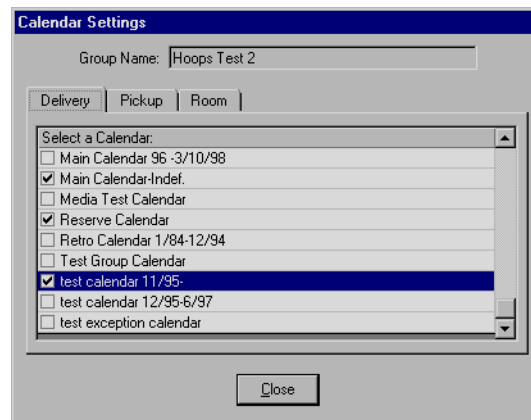 Calendar Settings
Group Name: Hoops Test 2
Delivery Pickup Room
Select a Calendar:
Main Calendar 96 -3/10/98
Main Calendar-Indef.
Media Test Calendar
Reserve Calendar
Retro Calendar 1/84-12/94
Test Group Calendar
test calendar 11/95-
test calendar 12/95-6/97
test exception calendar
Close